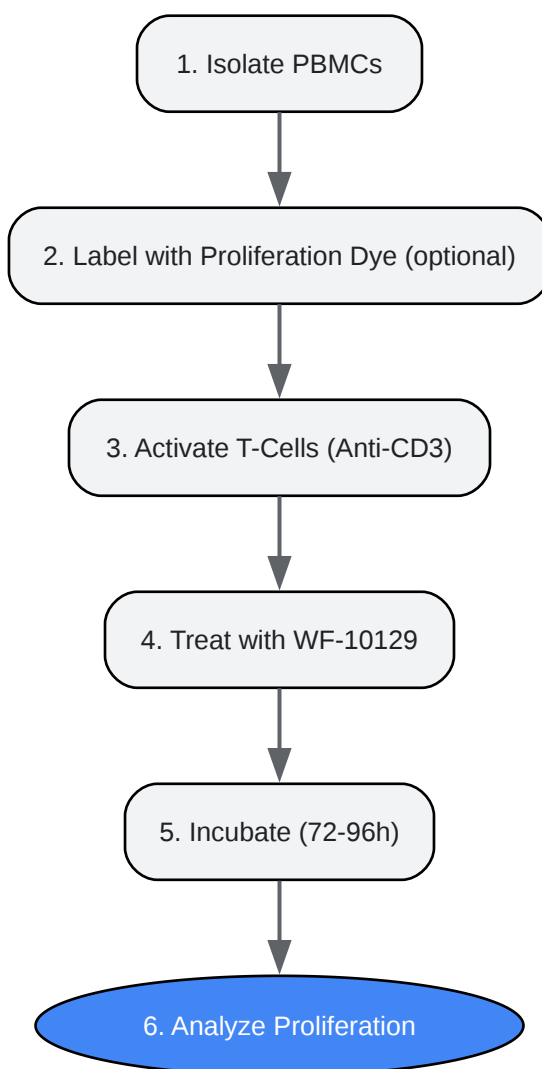 1. Isolate PBMCs
2. Label with Proliferation Dye (optional)
3. Activate T-Cells (Anti-CD3)
4. Treat with WF-10129
5. Incubate (72-96h)
6. Analyze Proliferation